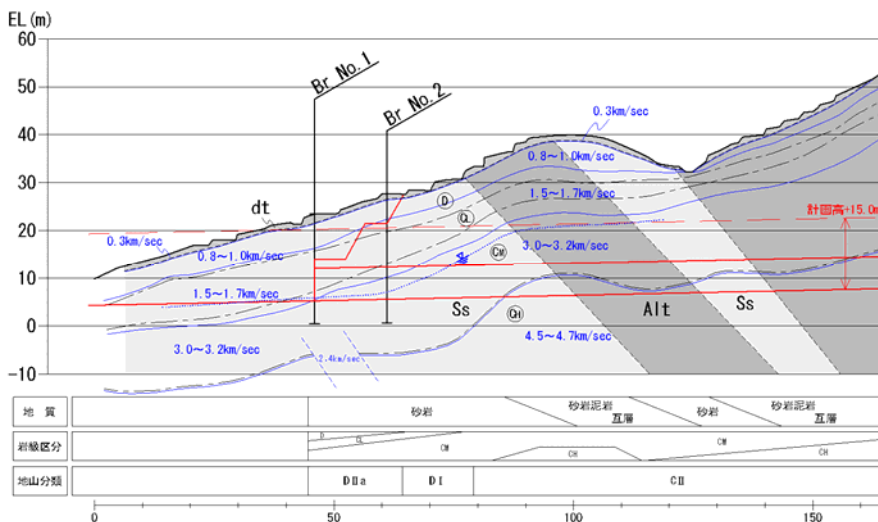 EL(m)
60
50
40
30
20
10
0
-10
Br No.1
Br No.2
dt
0.3km/sec
0.8～1.0km/sec
1.5～1.7km/sec
3.0～3.2km/sec
2.4km/sec
0.3km/sec
0.8～1.0km/sec
1.5～1.7km/sec
3.0～3.2km/sec
4.5～4.7km/sec
D
CL
CM
CH
Ss
Alt
Ss
計画高+15.0m
地 質
砂岩
砂岩泥岩
互層
砂岩
砂岩泥岩
互層
岩級区分
D
CL
CM
CH
CM
CH
地山分類
DⅡa
DⅠ
CⅡ
0
50
100
150